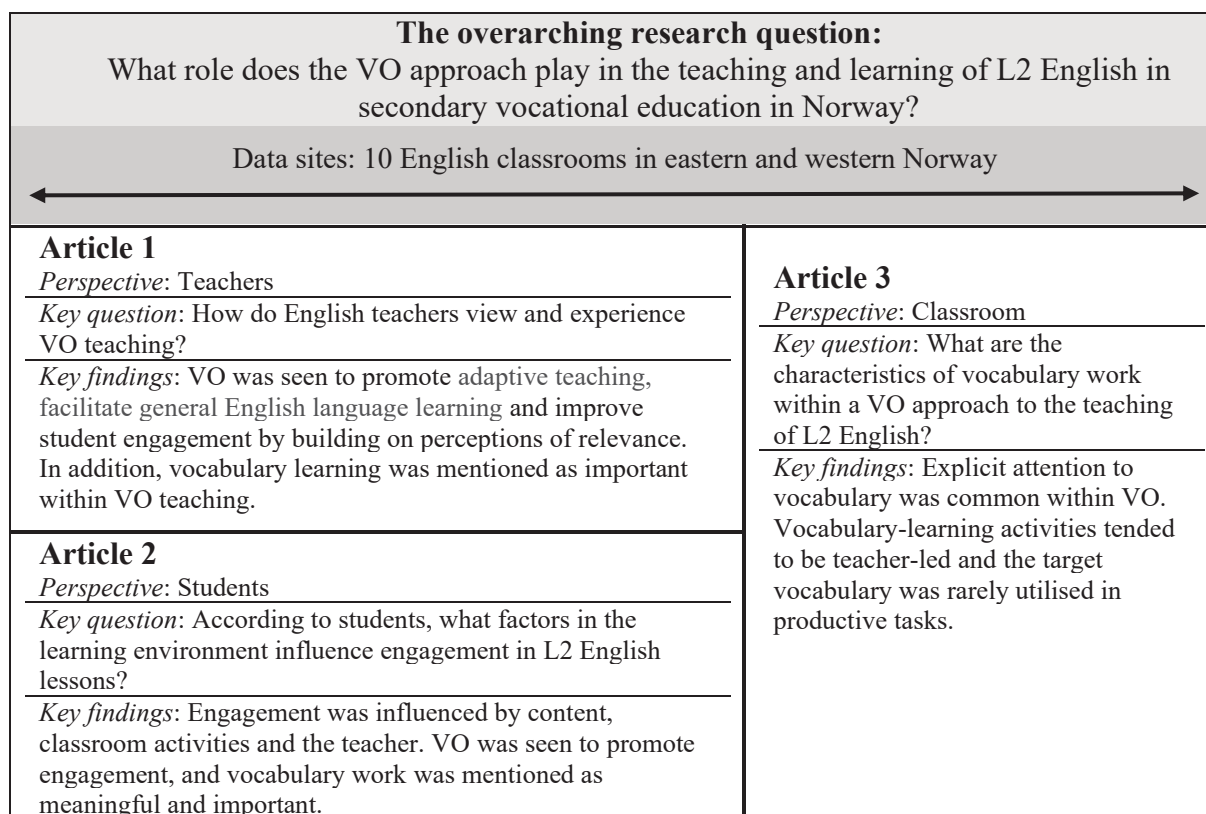 The overarching research question:
What role does the VO approach play in the teaching and learning of L2 English in
secondary vocational education in Norway?
Data sites: 10 English classrooms in eastern and western Norway
Article 1
Perspective: Teachers
Key question: How do English teachers view and experience
VO teaching?
Key findings: VO was seen to promote adaptive teaching,
facilitate general English language learning and improve
student engagement by building on perceptions of relevance.
In addition, vocabulary learning was mentioned as important
within VO teaching.
Article 2
Perspective: Students
Key question: According to students, what factors in the
learning environment influence engagement in L2 English
lessons?
Key findings: Engagement was influenced by content,
classroom activities and the teacher. VO was seen to promote
engagement, and vocabulary work was mentioned as
meaningful and important.
Article 3
Perspective: Classroom
Key question: What are the
characteristics of vocabulary work
within a VO approach to the teaching
of L2 English?
Key findings: Explicit attention to
vocabulary was common within VO.
Vocabulary-learning activities tended
to be teacher-led and the target
vocabulary was rarely utilised in
productive tasks.